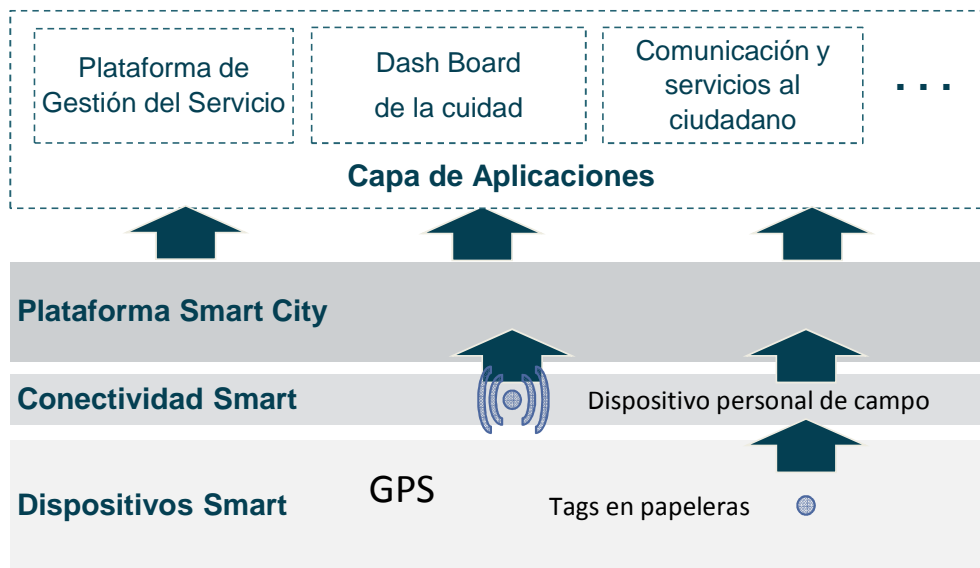 Plataforma de
Gestión del Servicio
Dash Board
de la cuidad
Comunicación y
servicios al
ciudadano
. . .
Capa de Aplicaciones
Plataforma Smart City
Conectividad Smart
Dispositivo personal de campo
Dispositivos Smart
GPS
Tags en papeleras